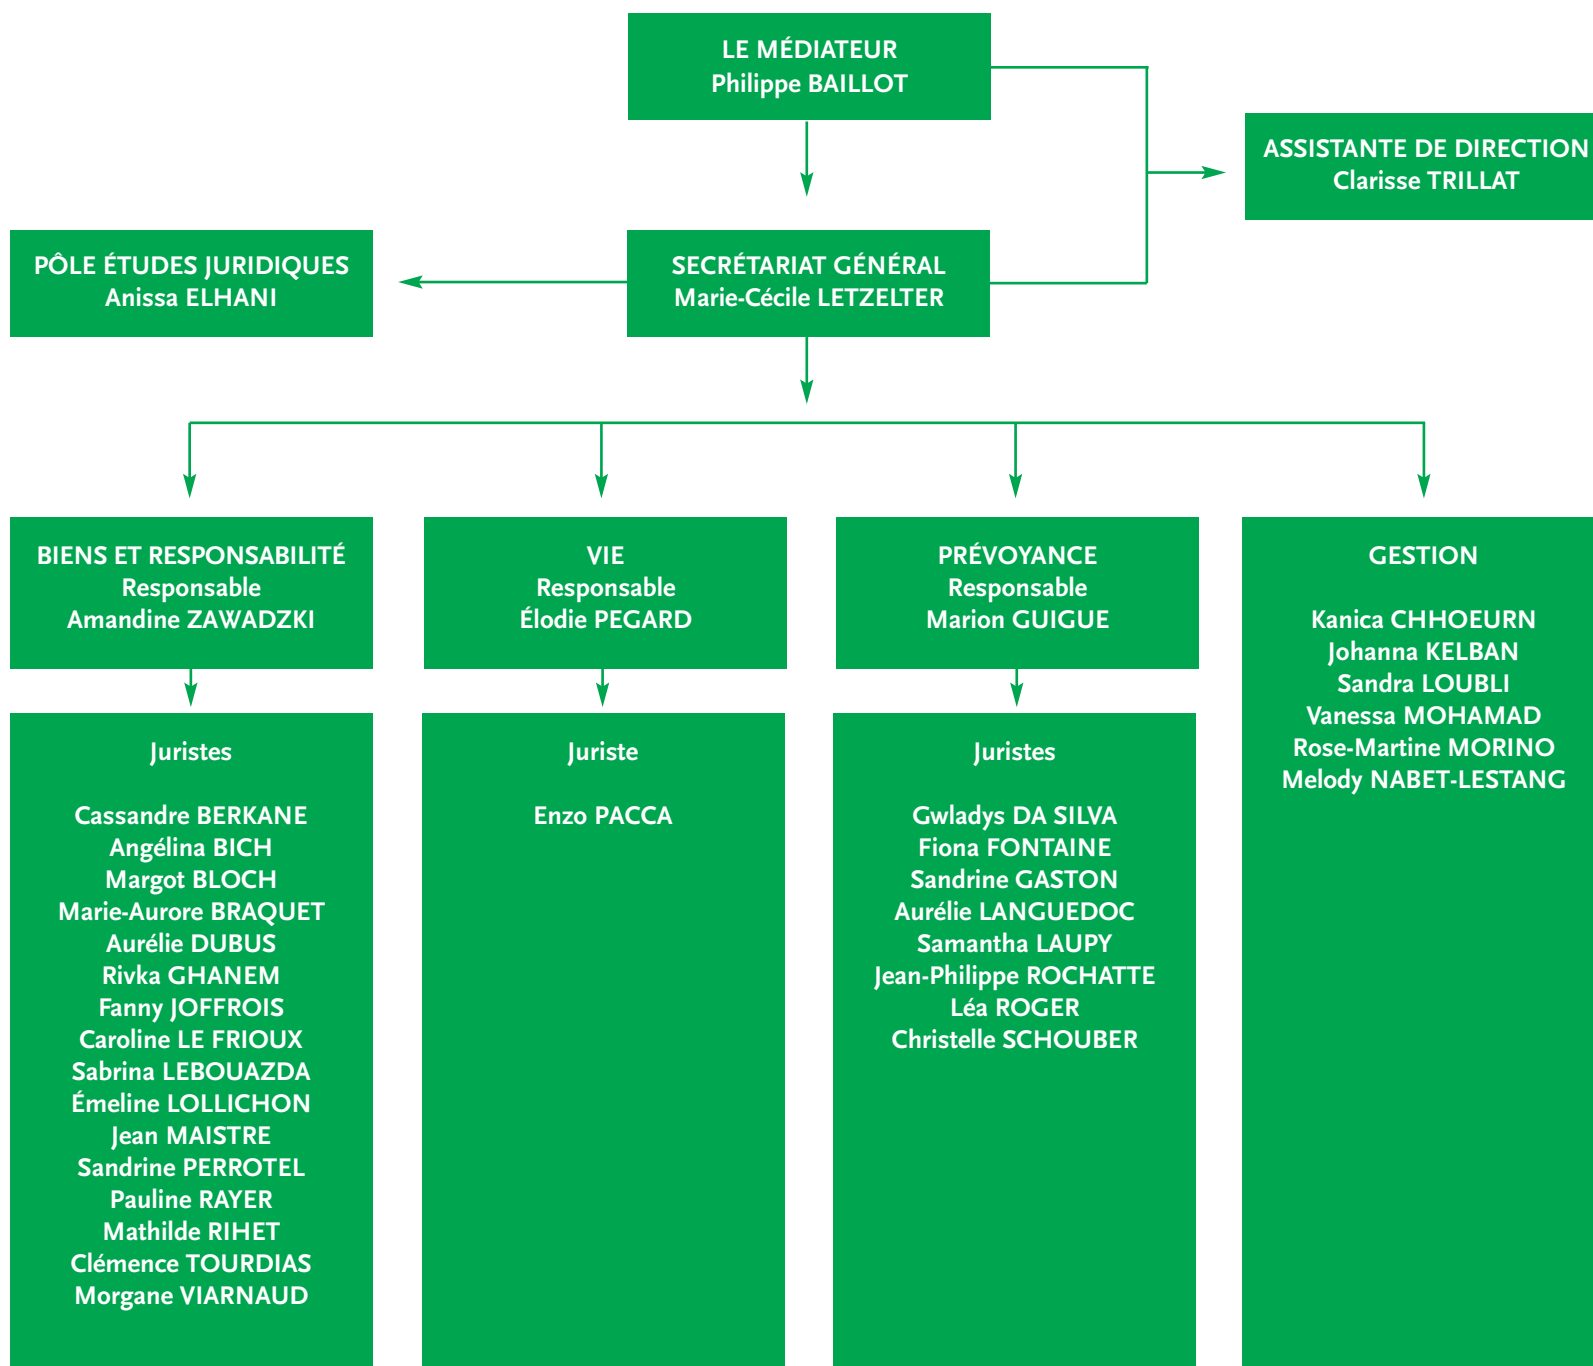 LE MÉDIATEUR
Philippe BAILLOT
ASSISTANTE DE DIRECTION
Clarisse TRILLAT
PÔLE ÉTUDES JURIDIQUES
Anissa ELHANI
SECRÉTARIAT GÉNÉRAL
Marie-Cécile LETZELTER
BIENS ET RESPONSABILITÉ
Responsable
Amandine ZAWADZKI
VIE
Responsable
Élodie PEGARD
PRÉVOYANCE
Responsable
Marion GUIGUE
GESTION
Kanica CHHOEURN
Johanna KELBAN
Sandra LOUBLI
Vanessa MOHAMAD
Rose-Martine MORINO
Melody NABET-LESTANG
Juristes
Cassandre BERKANE
Angélina BICH
Margot BLOCH
Marie-Aurore BRAQUET
Aurélie DUBUS
Rivka GHANEM
Fanny JOFFROIS
Caroline LE FRIOUX
Sabrina LEBOUAZDA
Émeline LOLLICHON
Jean MAISTRE
Sandrine PERROTEL
Pauline RAYER
Mathilde RIHET
Clémence TOURDIAS
Morgane VIARNAUD
Juriste
Enzo PACCA
Juristes
Gwladys DA SILVA
Fiona FONTAINE
Sandrine GASTON
Aurélie LANGUEDOC
Samantha LAUPY
Jean-Philippe ROCHATTE
Léa ROGER
Christelle SCHOUBER